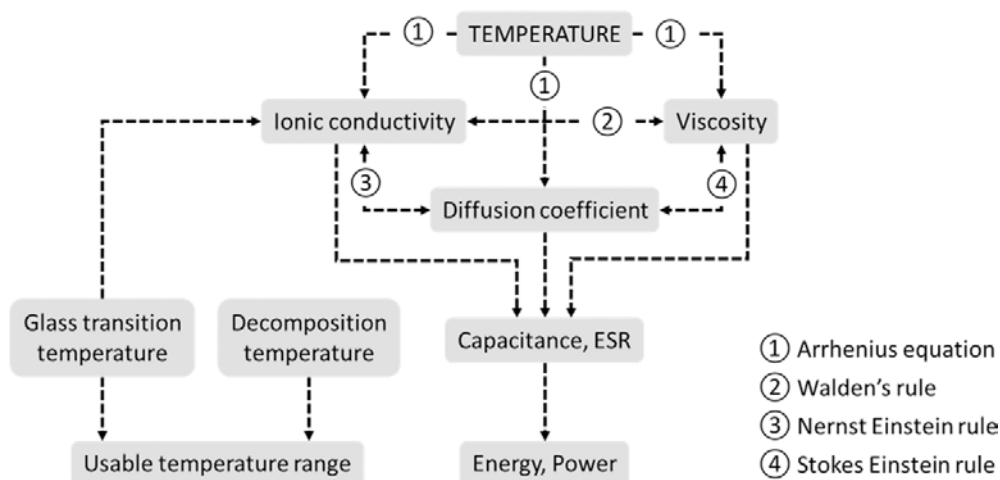 ① TEMPERATURE ①
①
Ionic conductivity ② Viscosity
③ ④
Diffusion coefficient
Glass transition
temperature
Decomposition
temperature
Capacitance, ESR
Usable temperature range
Energy, Power
① Arrhenius equation
② Walden's rule
③ Nernst Einstein rule
④ Stokes Einstein rule